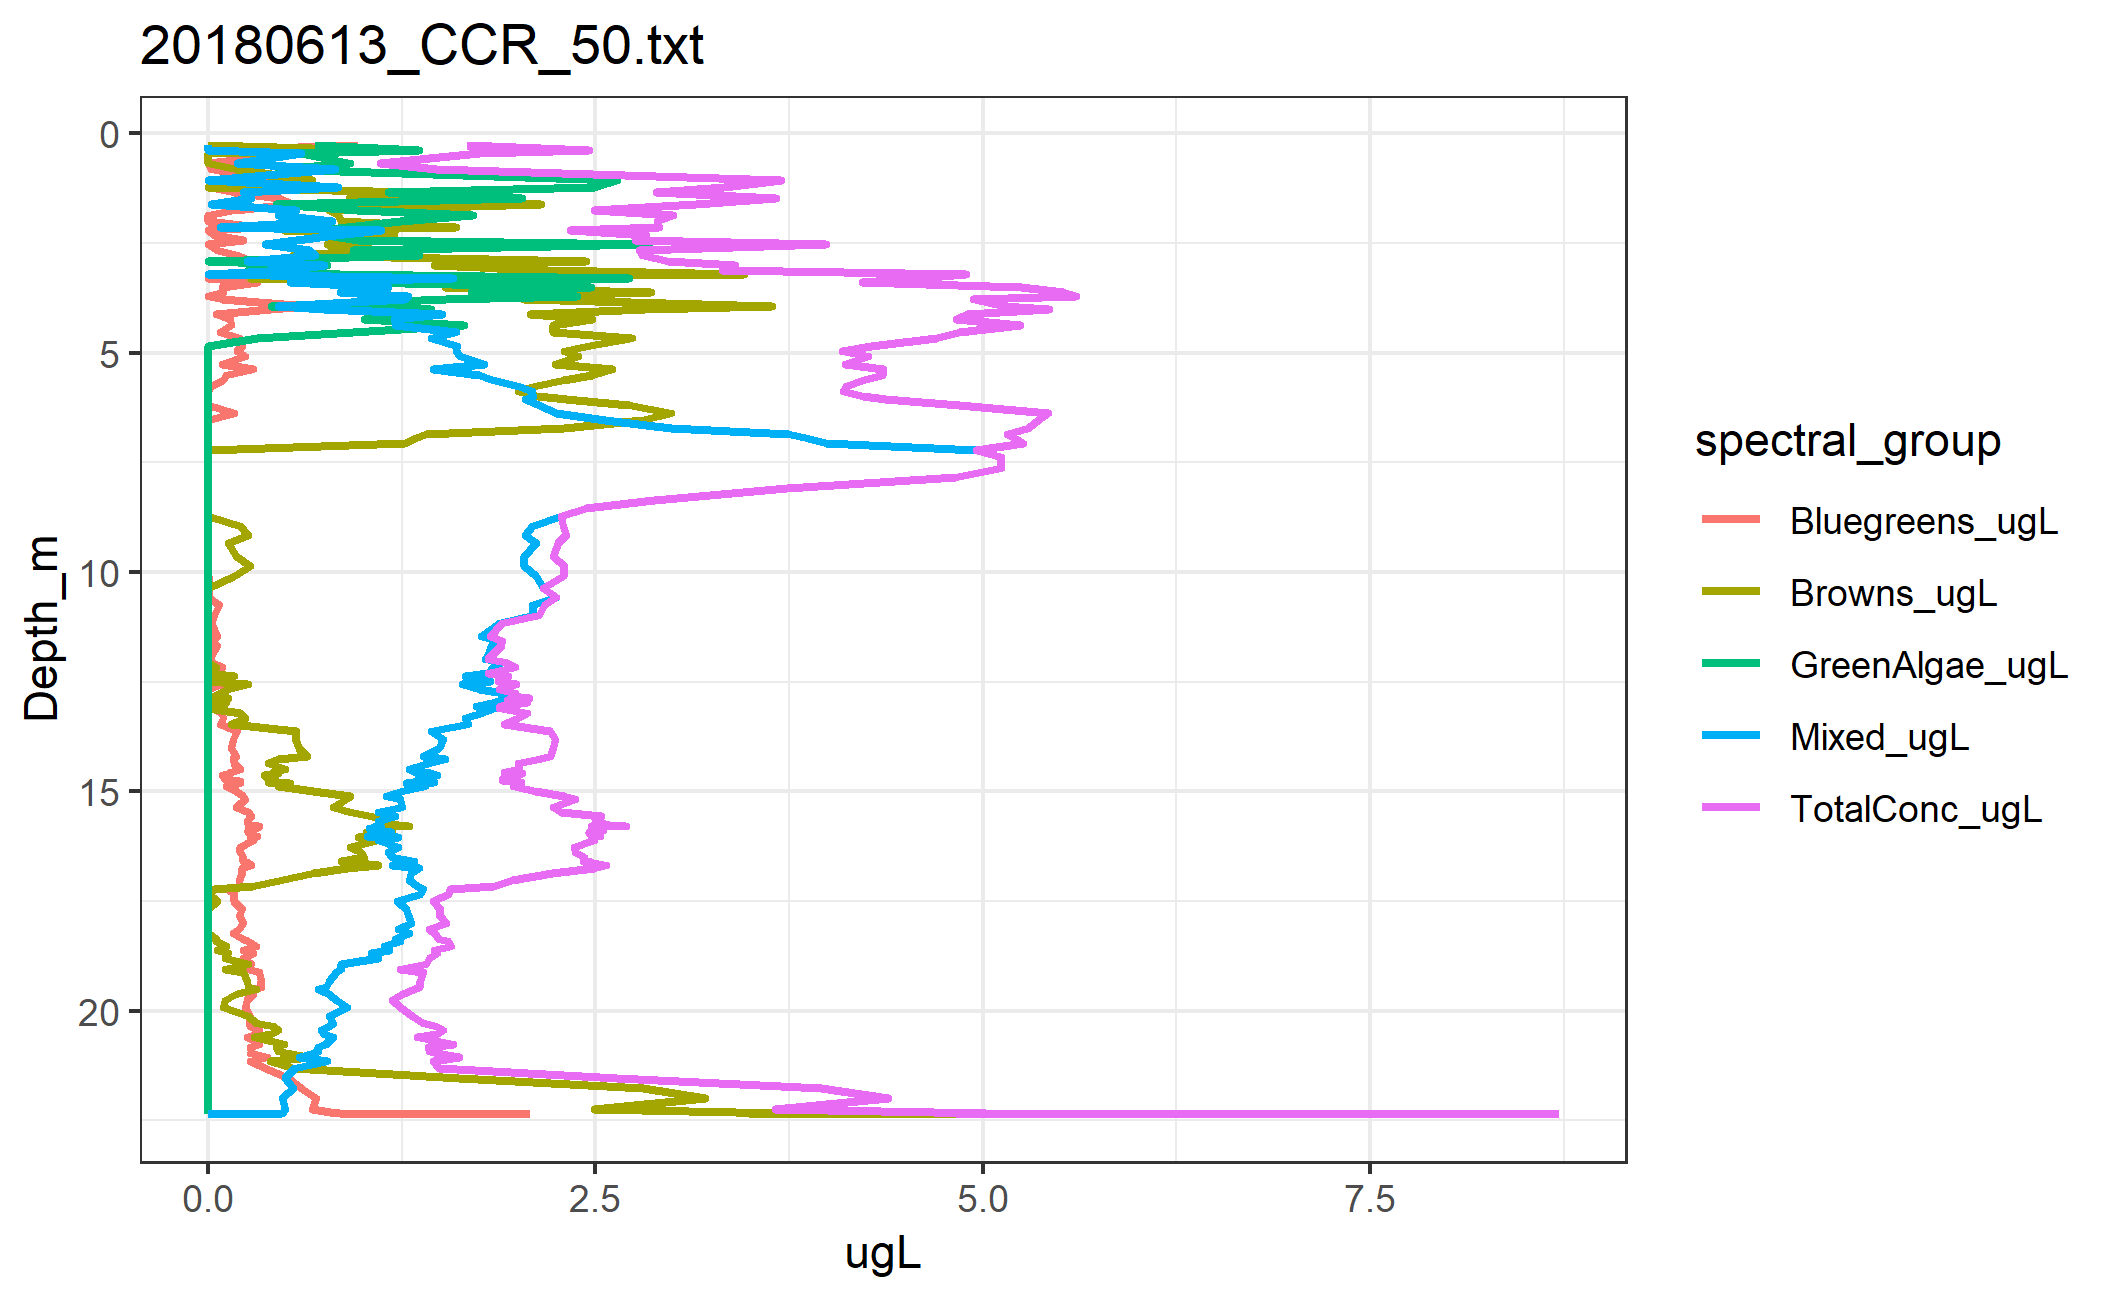 20180613_CCR_50.txt
Depth_m
0
5
10
15
20
0.0 2.5 5.0 7.5
ugL
spectral_group
Bluegreens_ugL
Browns_ugL
GreenAlgae_ugL
Mixed_ugL
TotalConc_ugL